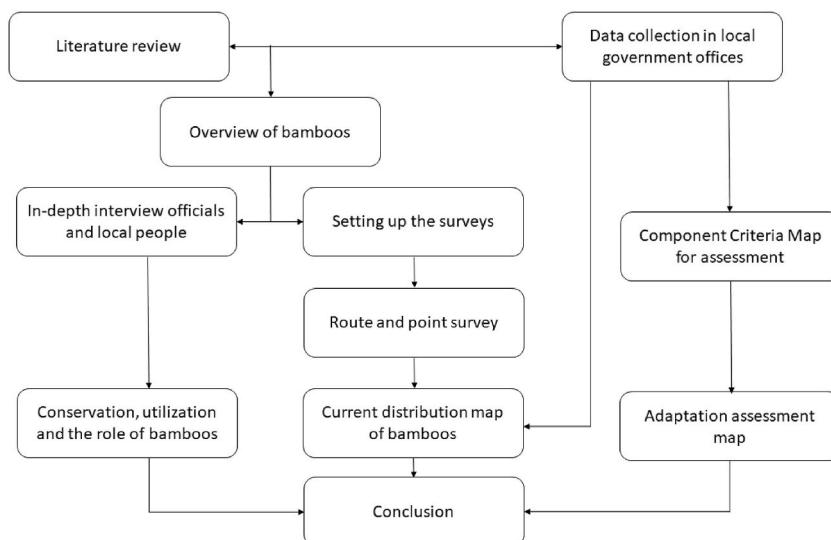 Literature review
Data collection in local
government offices
Overview of bamboos
In-depth interview officials
and local people
Setting up the surveys
Component Criteria Map
for assessment
Route and point survey
Conservation, utilization
and the role of bamboos
Current distribution map
of bamboos
Adaptation assessment
map
Conclusion